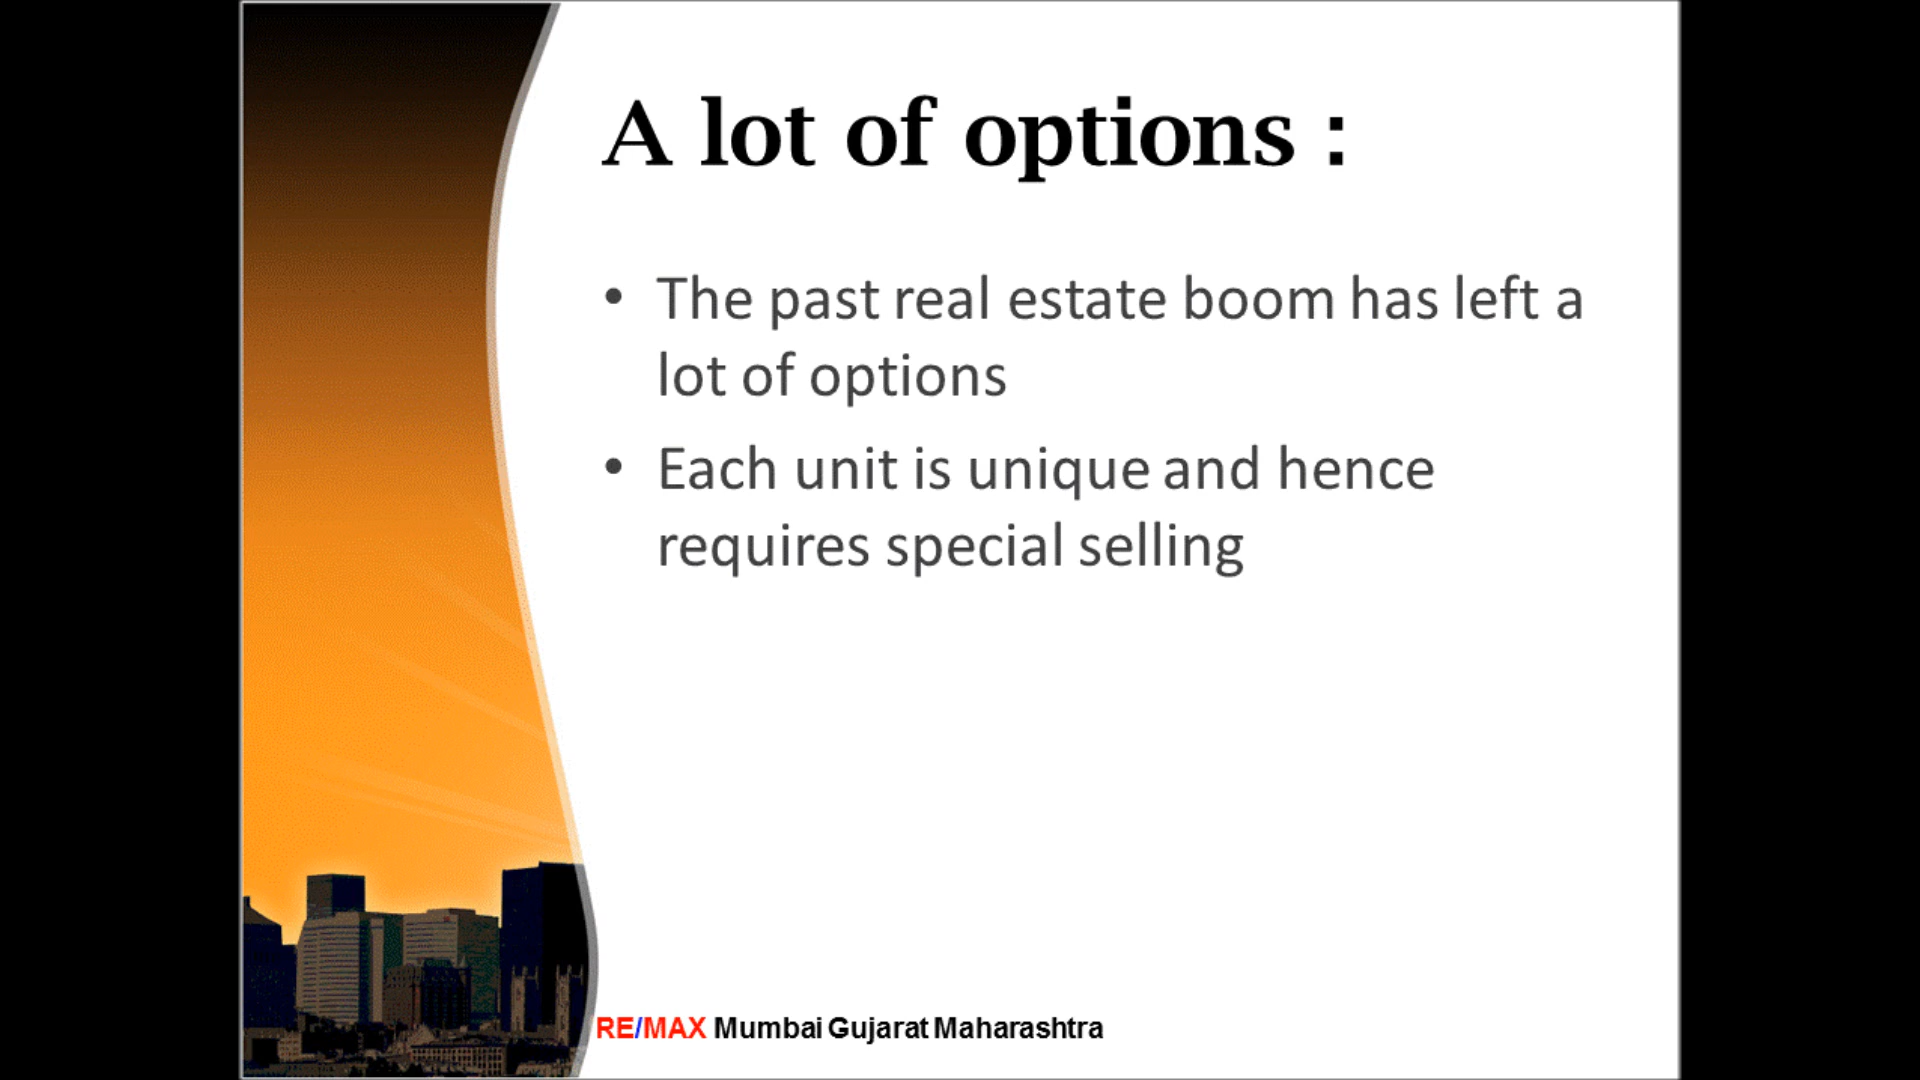 A lot of options :
• The past real estate boom has left a
lot of options
• Each unit is unique and hence
requires special selling
RE/MAX Mumbai Gujarat Maharashtra